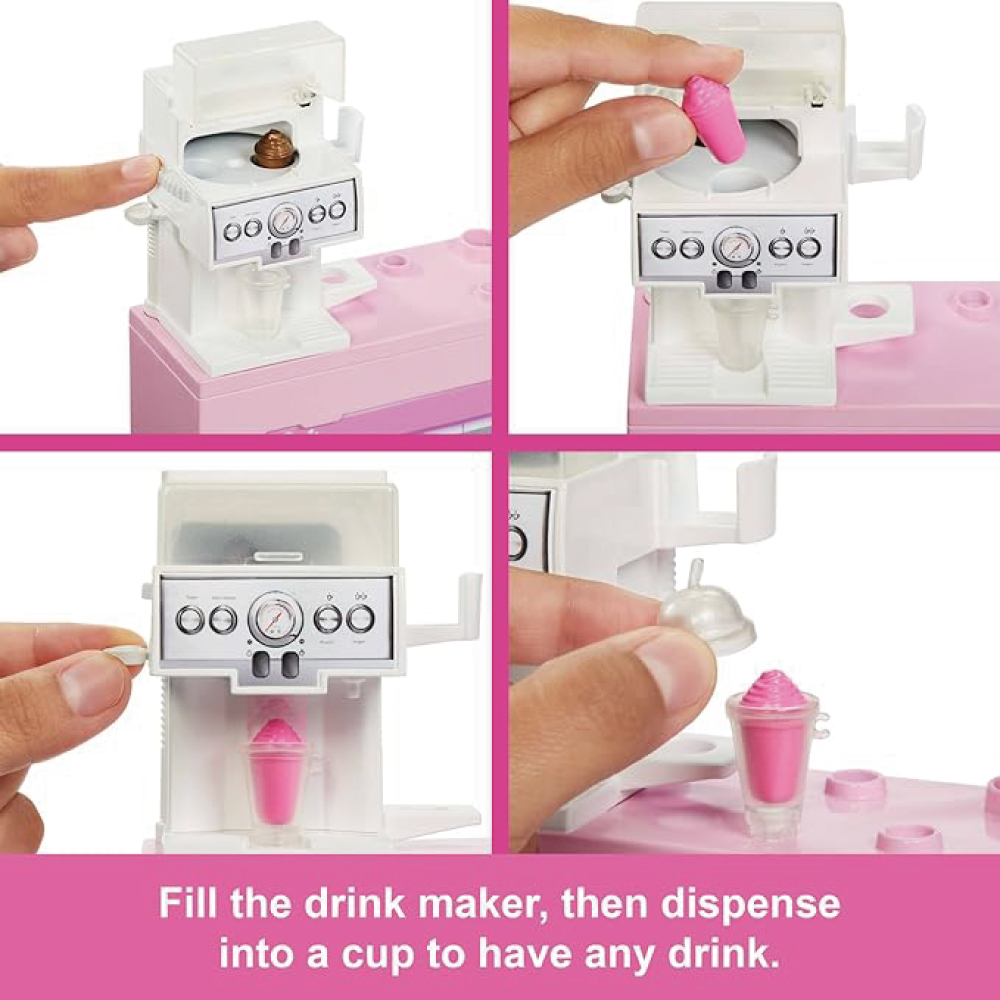 Fill the drink maker, then dispense
into a cup to have any drink.